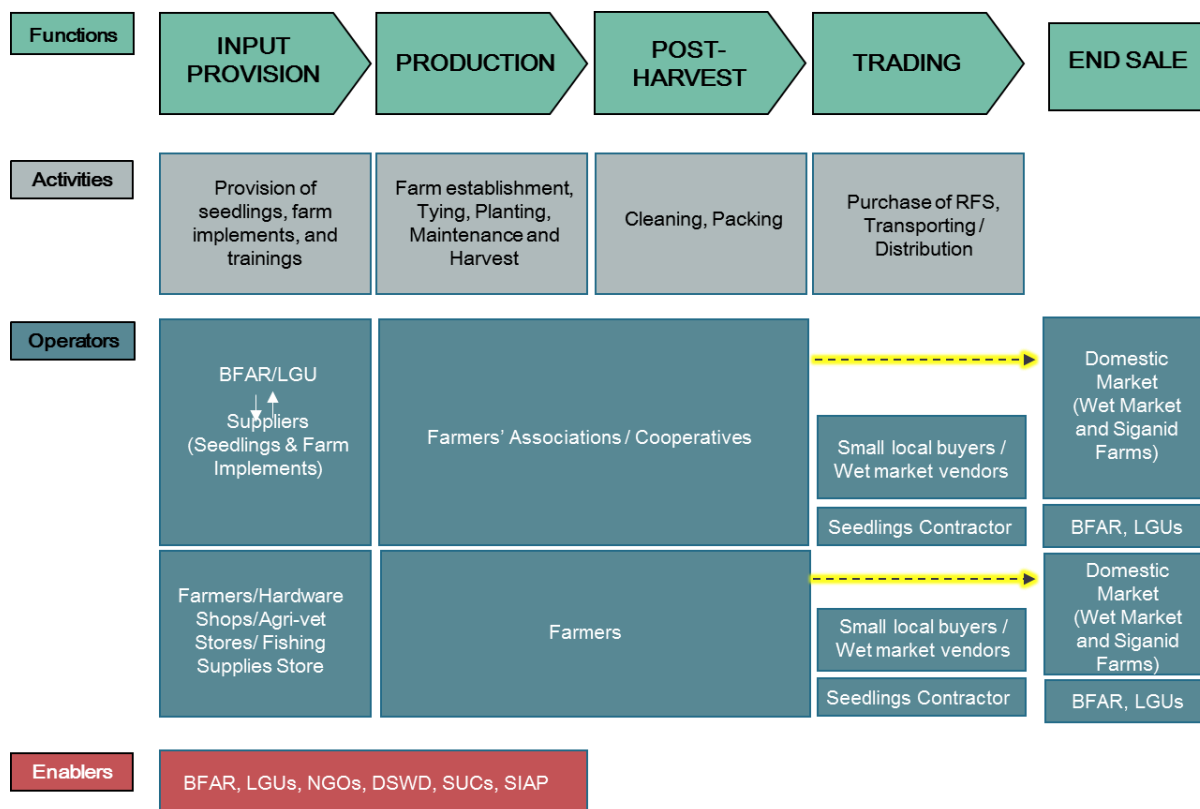 Functions
INPUT
PROVISION
PRODUCTION
POST-
HARVEST
TRADING
END SALE
Activities
Provision of
seedlings, farm
implements, and
trainings
Farm establishment,
Tying, Planting,
Maintenance and
Harvest
Cleaning, Packing
Purchase of RFS,
Transporting /
Distribution
Operators
BFAR/LGU
Suppliers
(Seedlings & Farm
Implements)
Farmers' Associations / Cooperatives
Small local buyers /
Wet market vendors
Seedlings Contractor
Domestic
Market
(Wet Market
and Siganid
Farms)
BFAR, LGUs
Farmers/Hardware
Shops/Agri-vet
Stores/ Fishing
Supplies Store
Farmers
Small local buyers /
Wet market vendors
Seedlings Contractor
Domestic
Market
(Wet Market
and Siganid
Farms)
BFAR, LGUs
Enablers
BFAR, LGUs, NGOs, DSWD, SUCs, SIAP